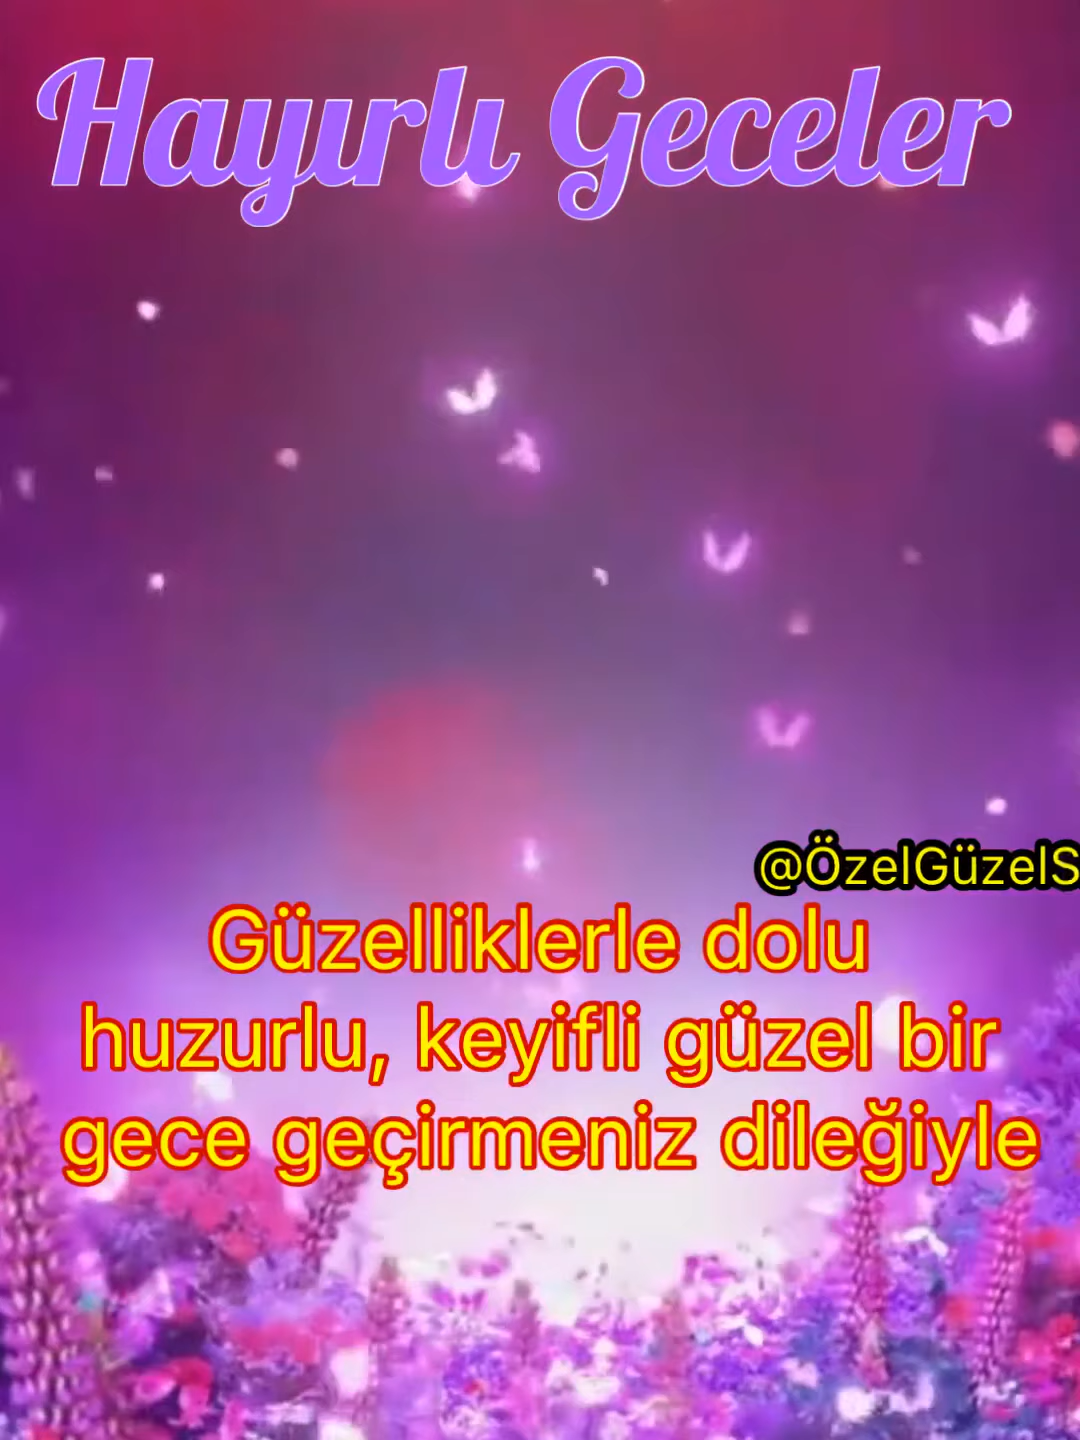 Hayırlı Geceler
@ÖzelGüzelS
Güzelliklerle dolu
huzurlu, keyifli güzel bir
gece geçirmeniz dileğiyle